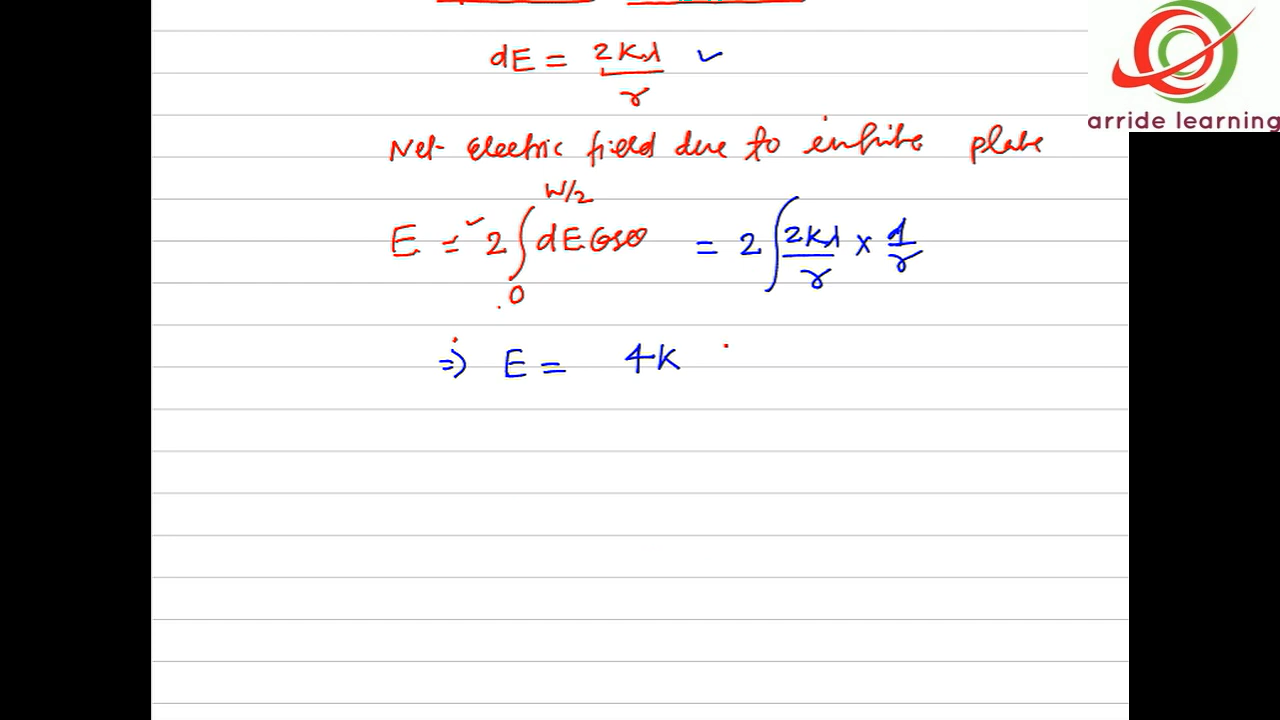 dE = 2Kλ / r ✓
arride learning
Net Electric field due to infinite plate
E = 2 ∫₀^{W/2} dE Cosθ = 2 ∫ 2Kλ / r × d / r
⇒ E = 4K